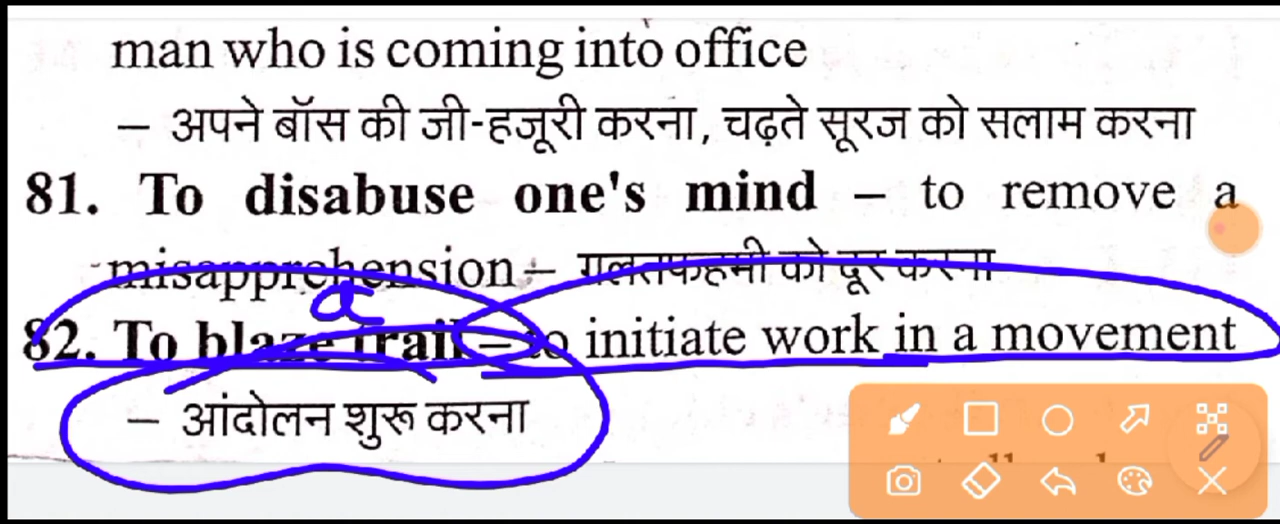 man who is coming into office
– अपने बॉस की जी-हजूरी करना, चढ़ते सूरज को सलाम करना
81. To disabuse one's mind – to remove a
misapprehension – गलतफहमी को दूर करना
a
82. To blaze trail – to initiate work in a movement
– आंदोलन शुरू करना